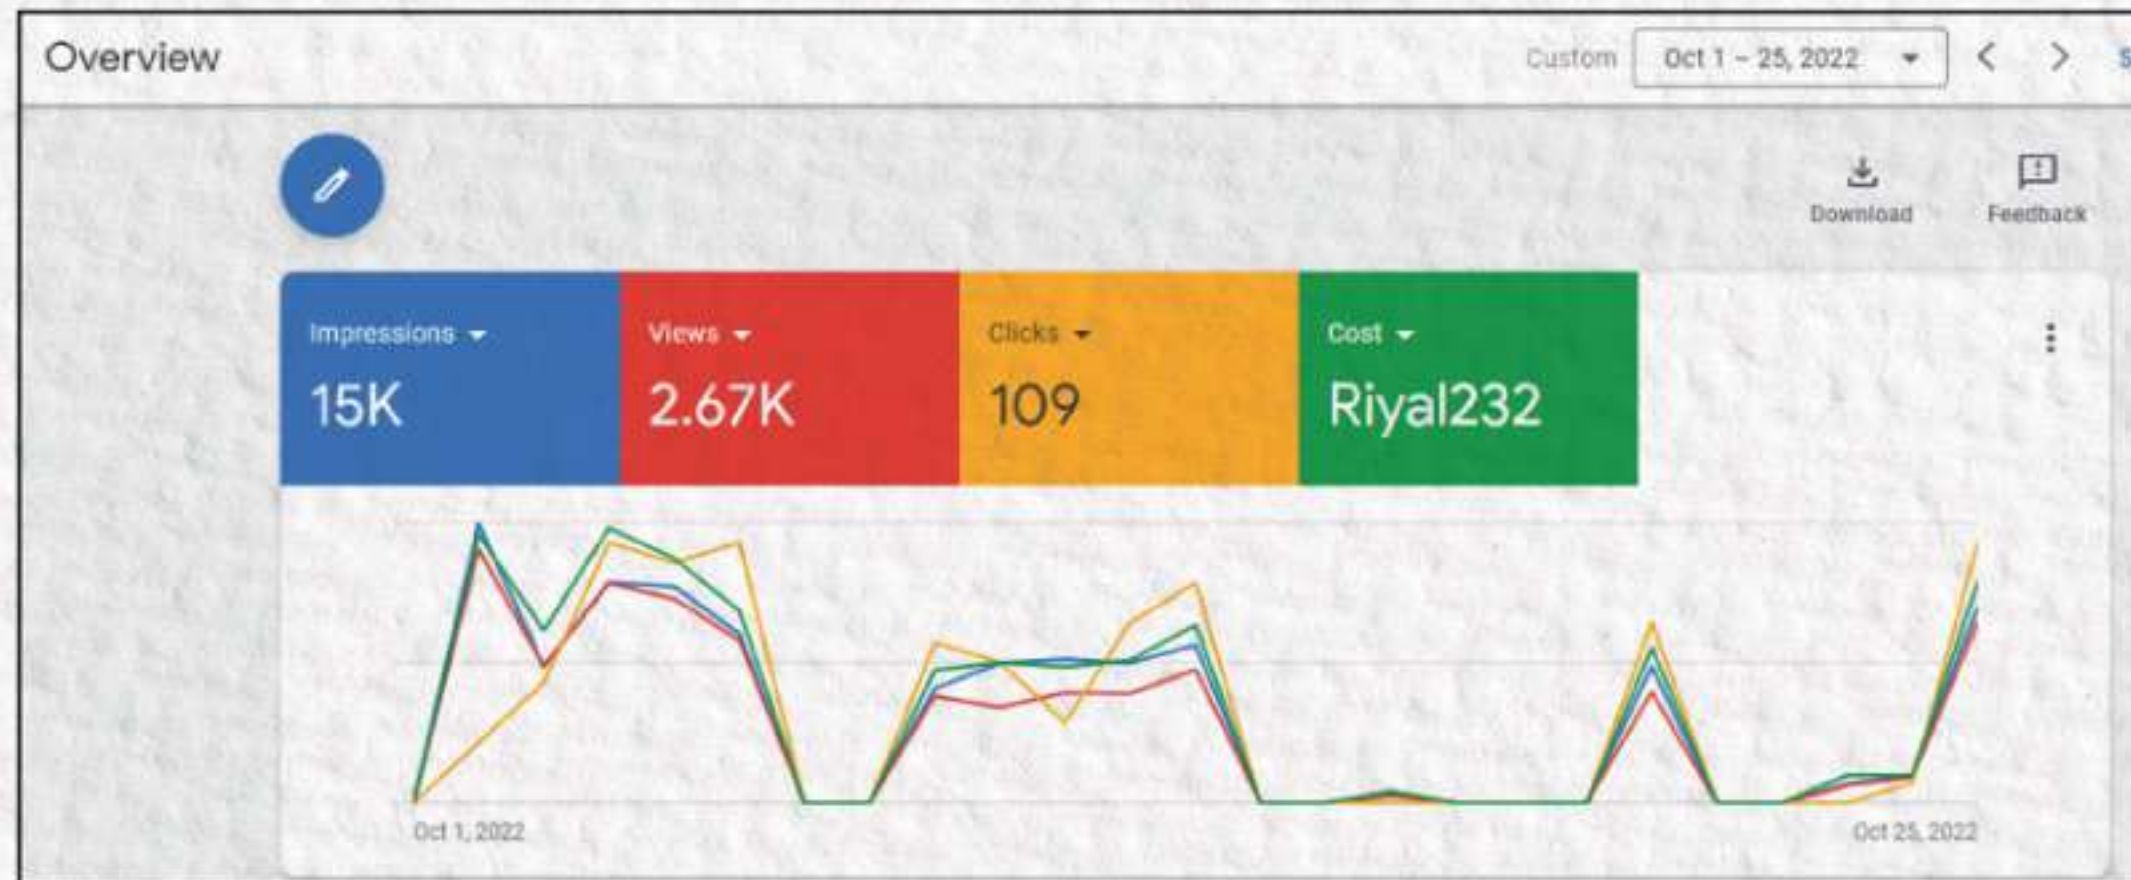 Overview
Custom Oct 1 – 25, 2022
Download Feedback
Impressions Views Clicks Cost
15K 2.67K 109 Riyal232
Oct 1, 2022 Oct 25, 2022